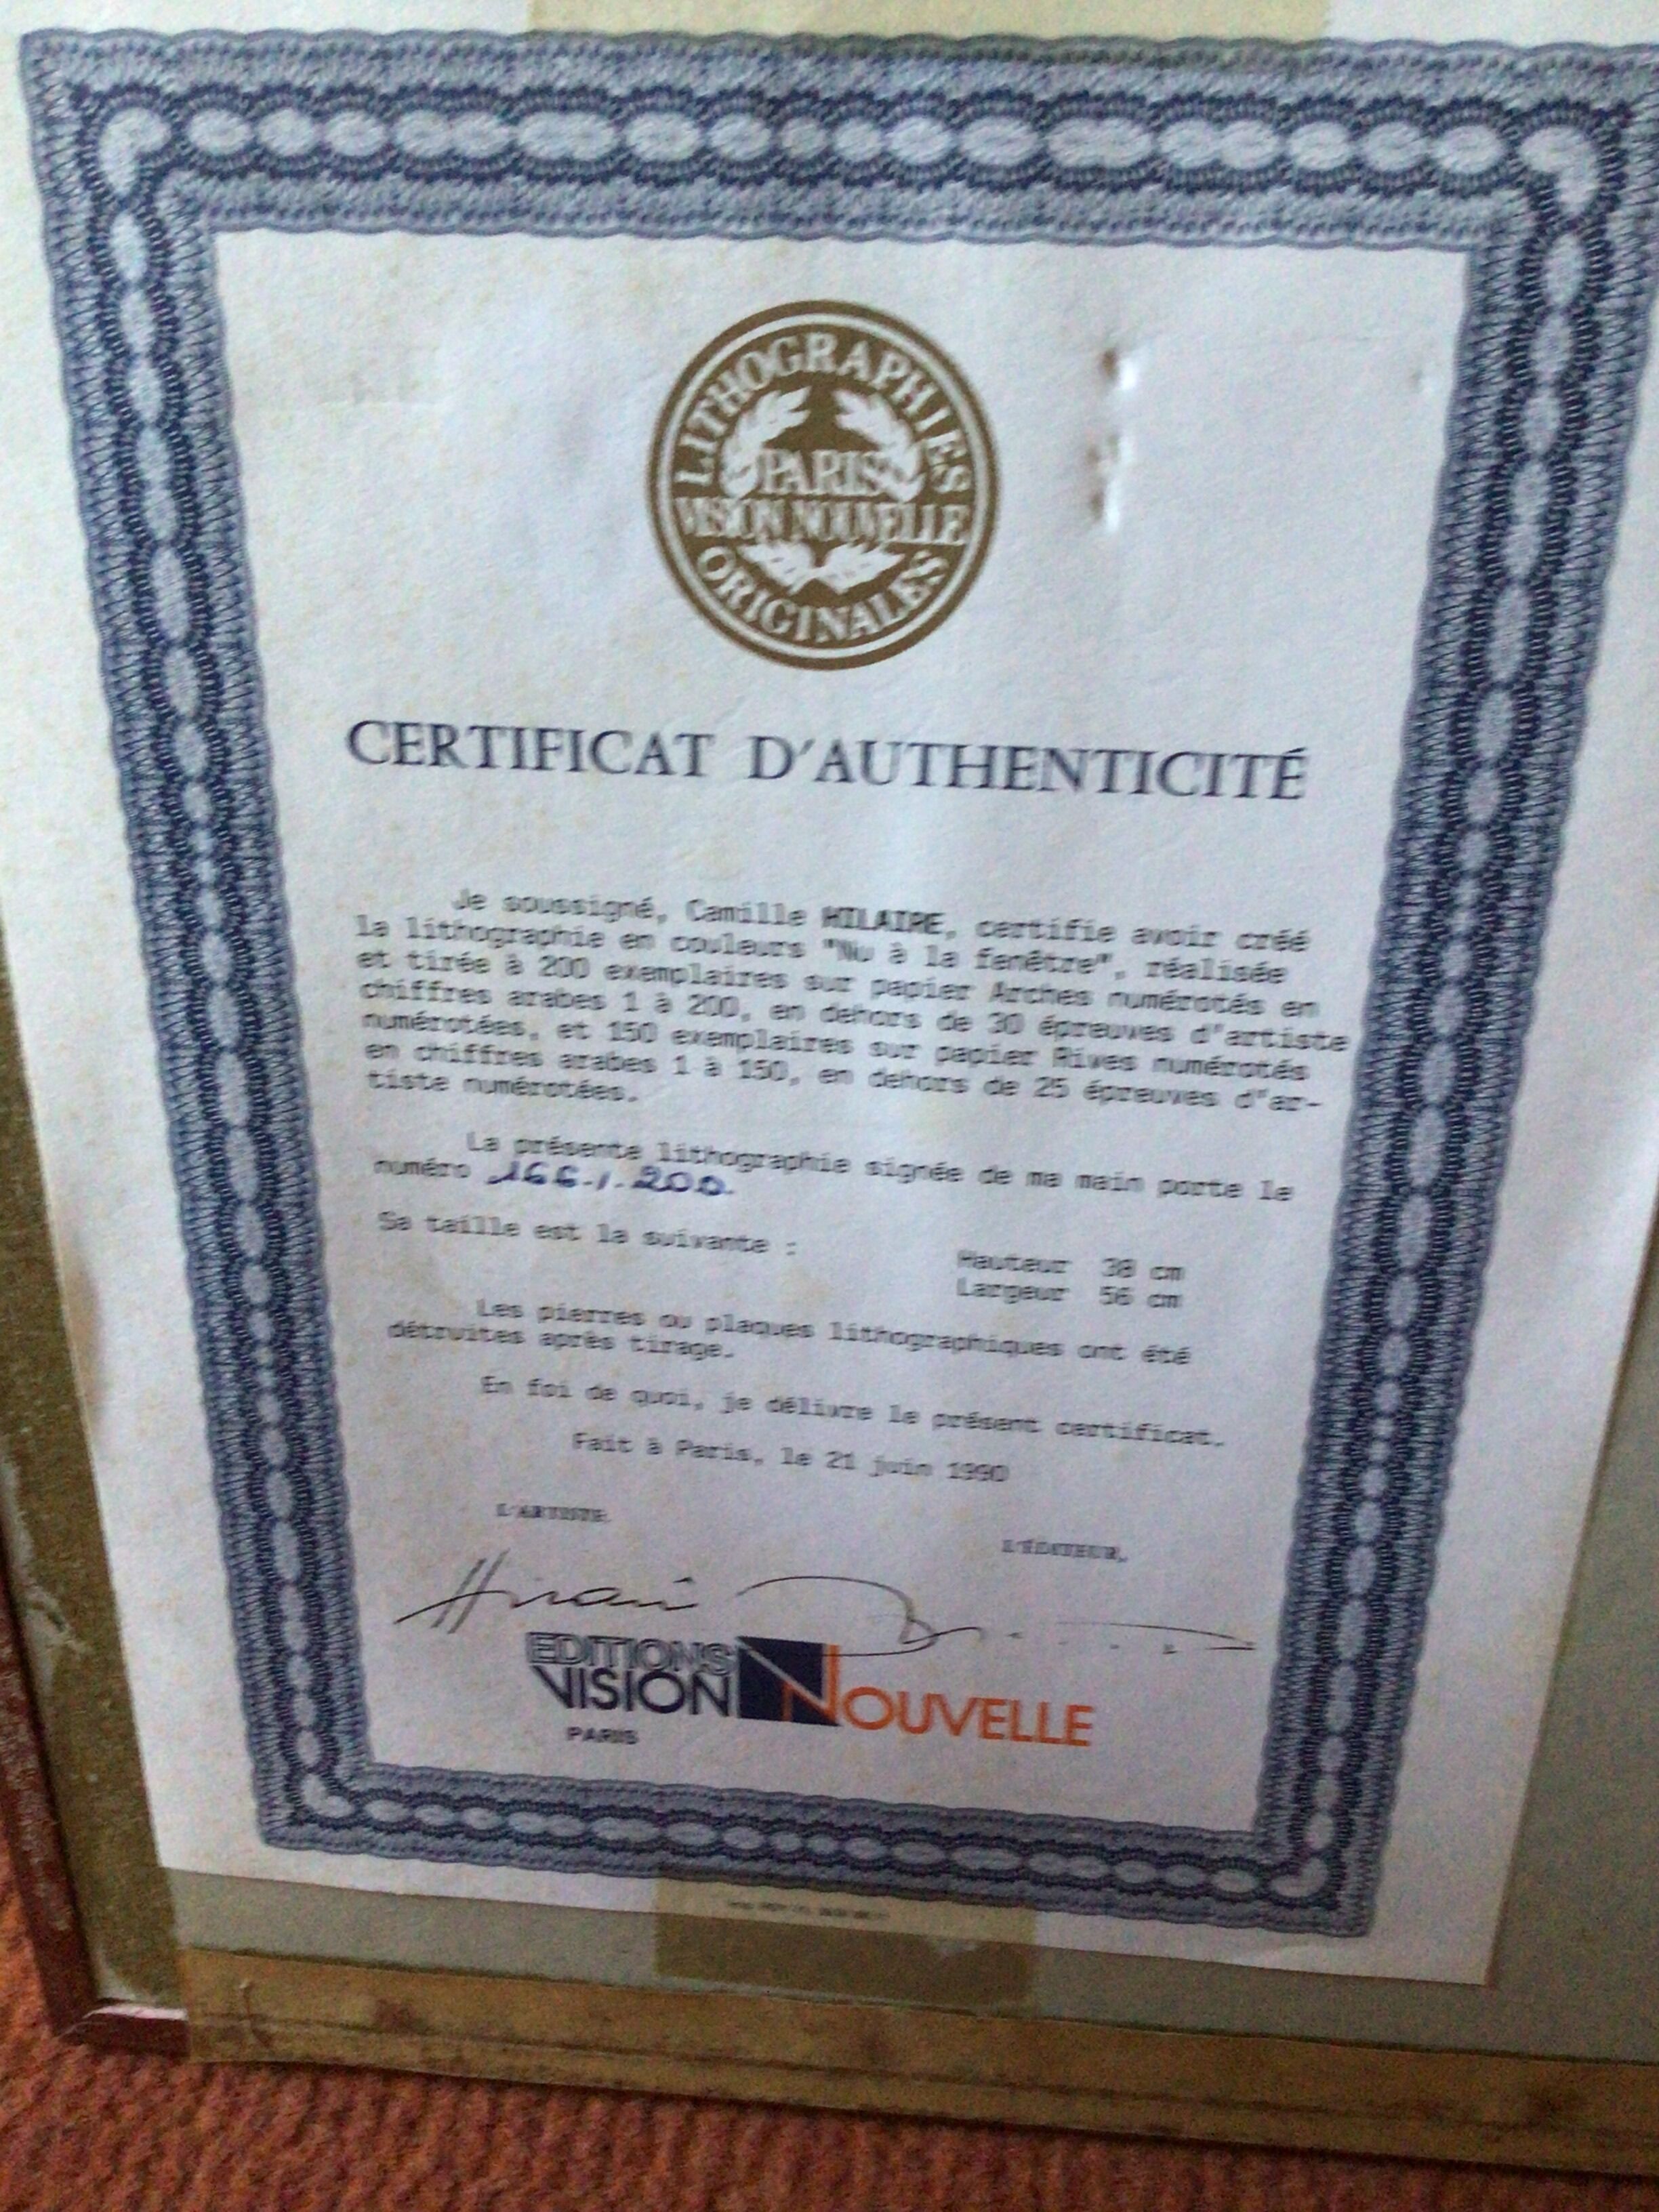 LITHOGRAPHIES
PARIS
VISION NOUVELLE
ORIGINALES
CERTIFICAT D'AUTHENTICITÉ
Je soussigné, Camille HILAIRE, certifie avoir créé
la lithographie en couleurs "Nu à la fenêtre", réalisée
et tirée à 200 exemplaires sur papier Arches numérotés en
chiffres arabes 1 à 200, en dehors de 30 épreuves d'artiste
numérotées, et 150 exemplaires sur papier Rives numérotés
en chiffres arabes 1 à 150, en dehors de 25 épreuves d'ar-
tiste numérotées.
La présente lithographie signée de ma main porte le
numéro 166.1.200.
Sa taille est la suivante :
Hauteur 38 cm
Largeur 56 cm
Les pierres ou plaques lithographiques ont été
détruites après tirage.
En foi de quoi, je délivre le présent certificat.
Fait à Paris, le 21 juin 1990
L'ARTISTE
L'ÉDITEUR,
EDITIONS
VISION NOUVELLE
PARIS